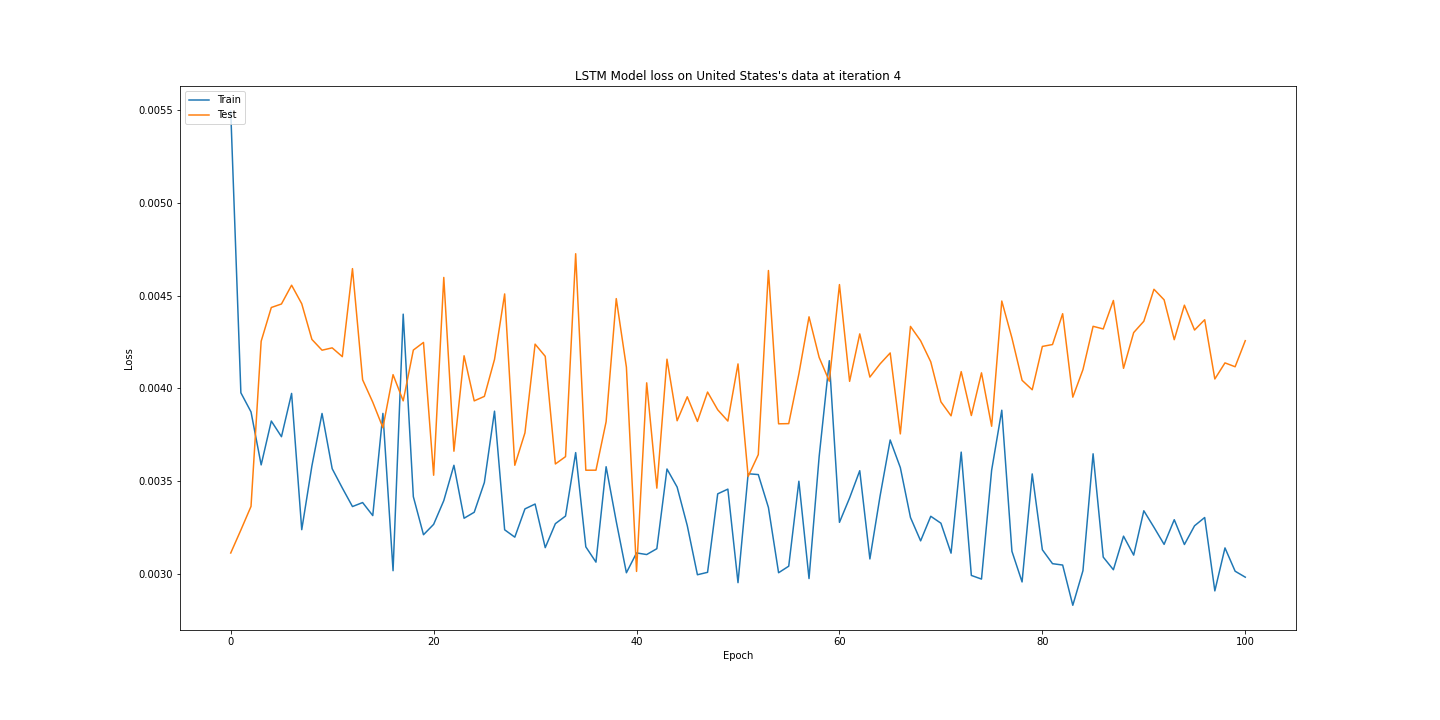 LSTM Model loss on United States's data at iteration 4
Train
Test
0.0055
0.0050
0.0045
0.0040
0.0035
0.0030
Loss
0 20 40 60 80 100
Epoch